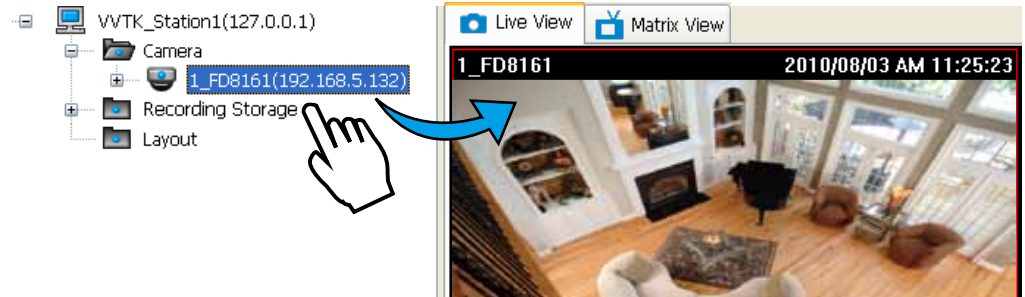 VVTK_Station1(127.0.0.1)
Camera
1_FD8161(192.168.5.132)
Recording Storage
Layout
Live View
Matrix View
1_FD8161 2010/08/03 AM 11:25:23